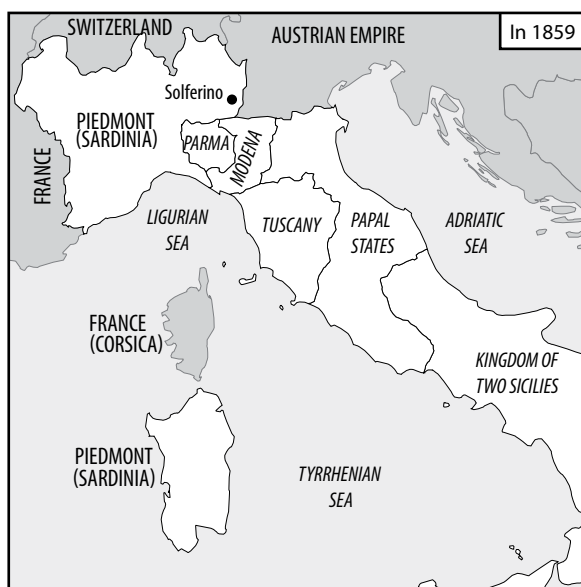 SWITZERLAND
AUSTRIAN EMPIRE
In 1859
Solferino
PIEDMONT
(SARDINIA)
PARMA
MODENA
FRANCE
LIGURIAN
SEA
TUSCANY
PAPAL
STATES
ADRIATIC
SEA
FRANCE
(CORSICA)
KINGDOM OF
TWO SICILIES
PIEDMONT
(SARDINIA)
TYRRHENIAN
SEA